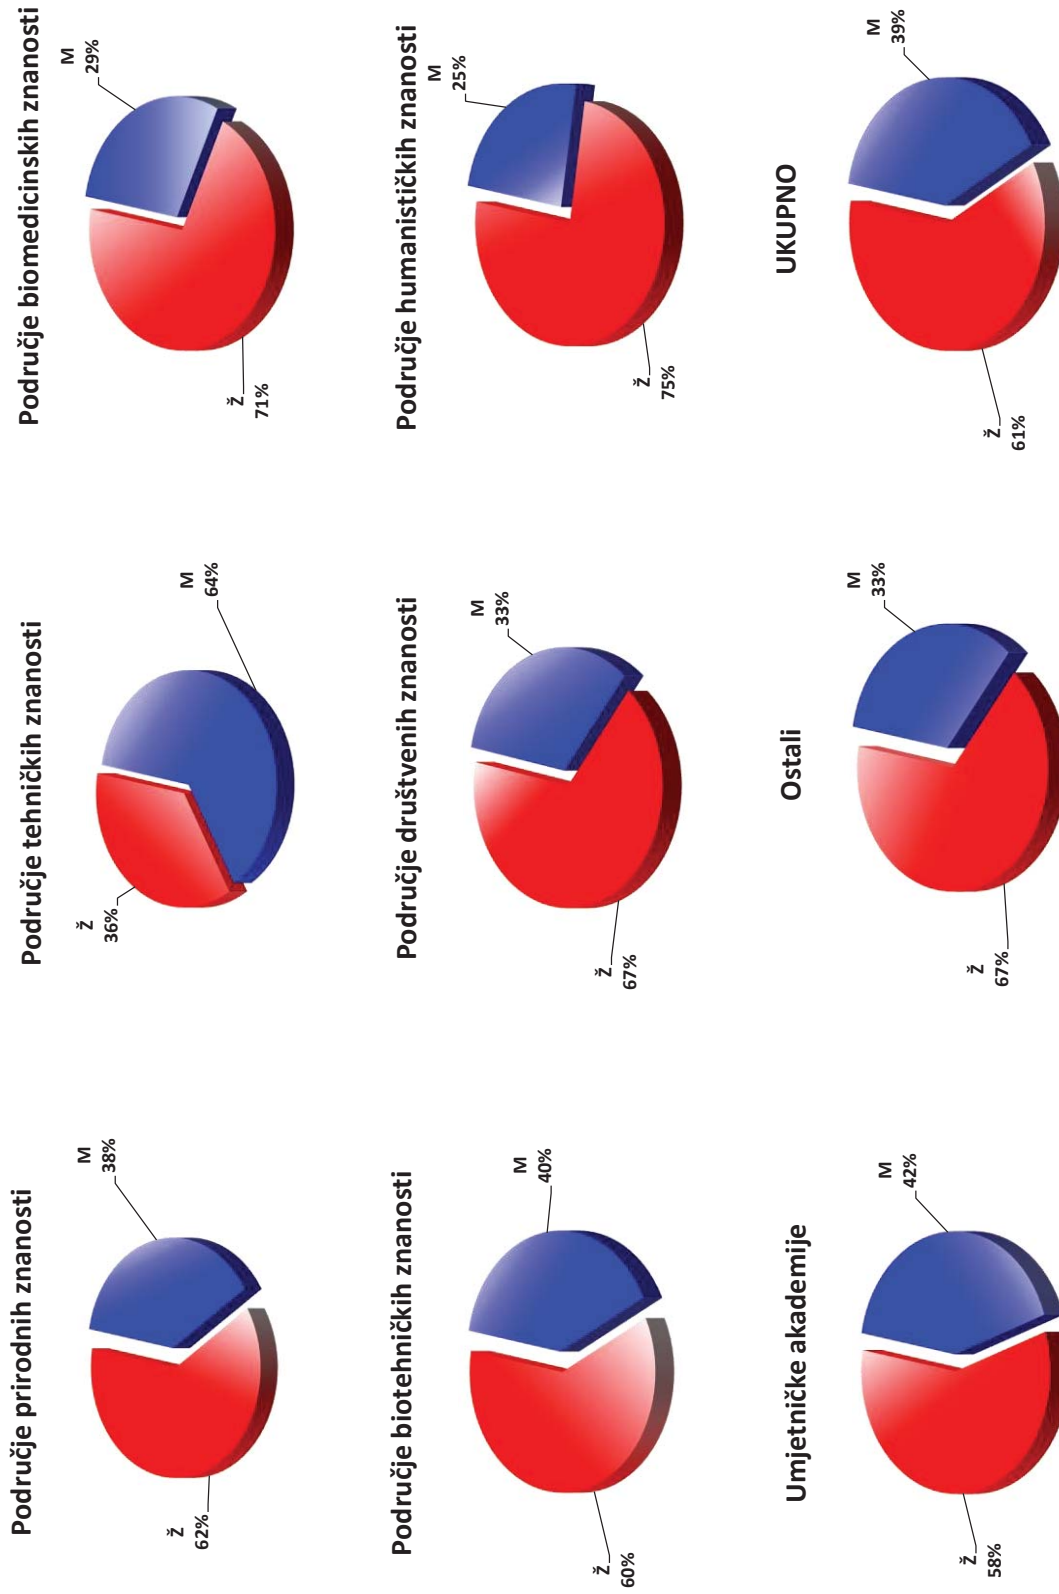 Područje prirodnih znanosti
M
38%
Ž
62%
Područje tehničkih znanosti
Ž
36%
M
64%
Područje biomedicinskih znanosti
M
29%
Ž
71%
Područje biotehničkih znanosti
M
40%
Ž
60%
Područje društvenih znanosti
M
33%
Ž
67%
Područje humanističkih znanosti
M
25%
Ž
75%
Umjetničke akademije
M
42%
Ž
58%
Ostali
M
33%
Ž
67%
UKUPNO
M
39%
Ž
61%